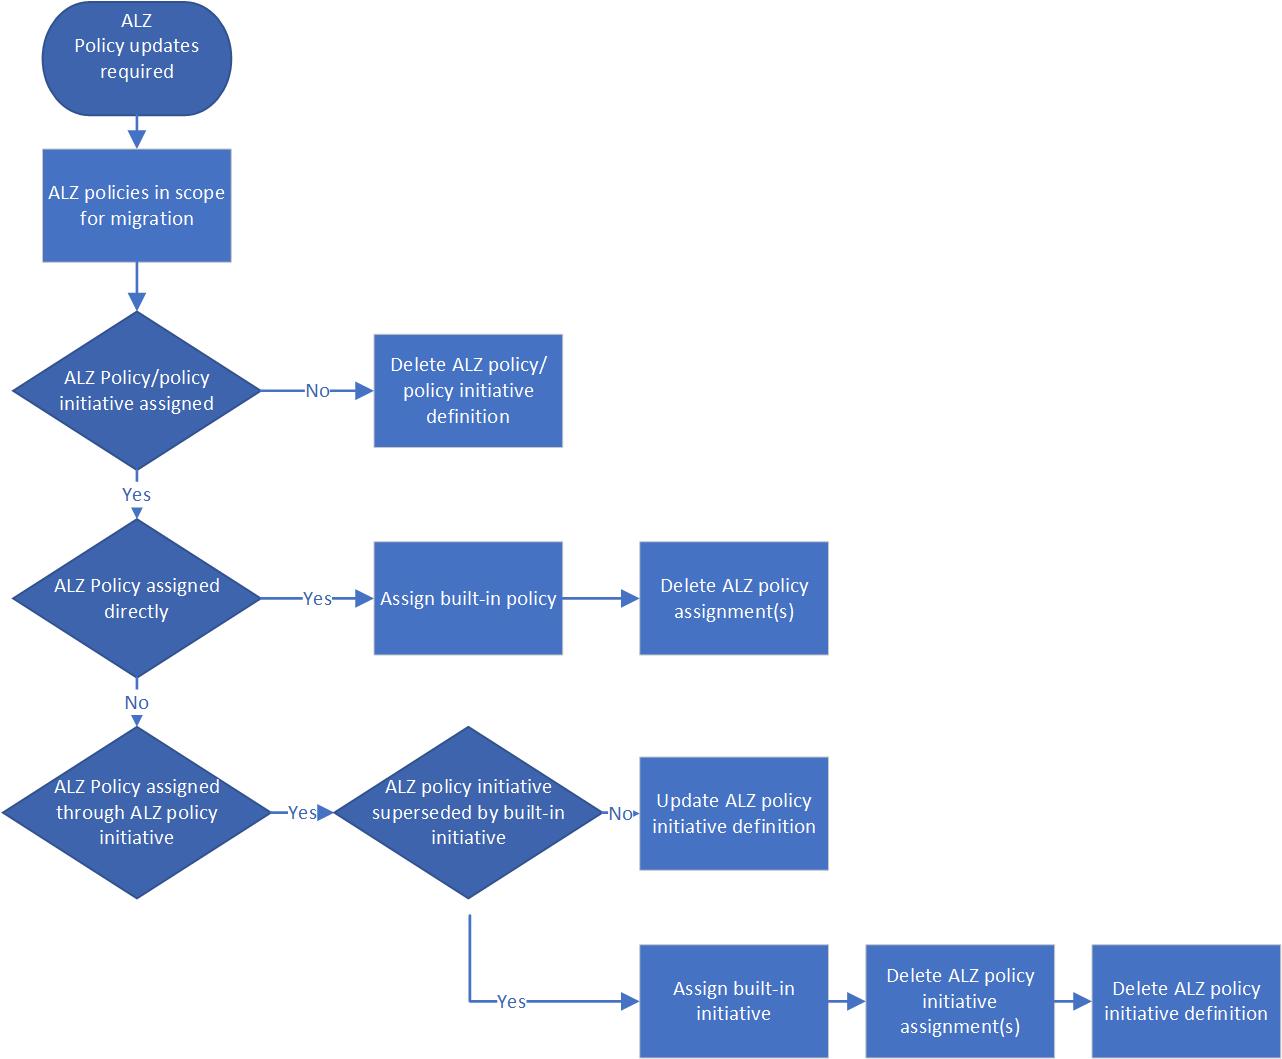 ALZ
Policy updates
required
ALZ policies in scope
for migration
ALZ Policy/policy
initiative assigned
No
Delete ALZ policy/
policy initiative
definition
Yes
ALZ Policy assigned
directly
Yes
Assign built-in policy
Delete ALZ policy
assignment(s)
No
ALZ Policy assigned
through ALZ policy
initiative
Yes
ALZ policy initiative
superseded by built-in
initiative
No
Update ALZ policy
initiative definition
Yes
Assign built-in
initiative
Delete ALZ policy
initiative
assignment(s)
Delete ALZ policy
initiative definition